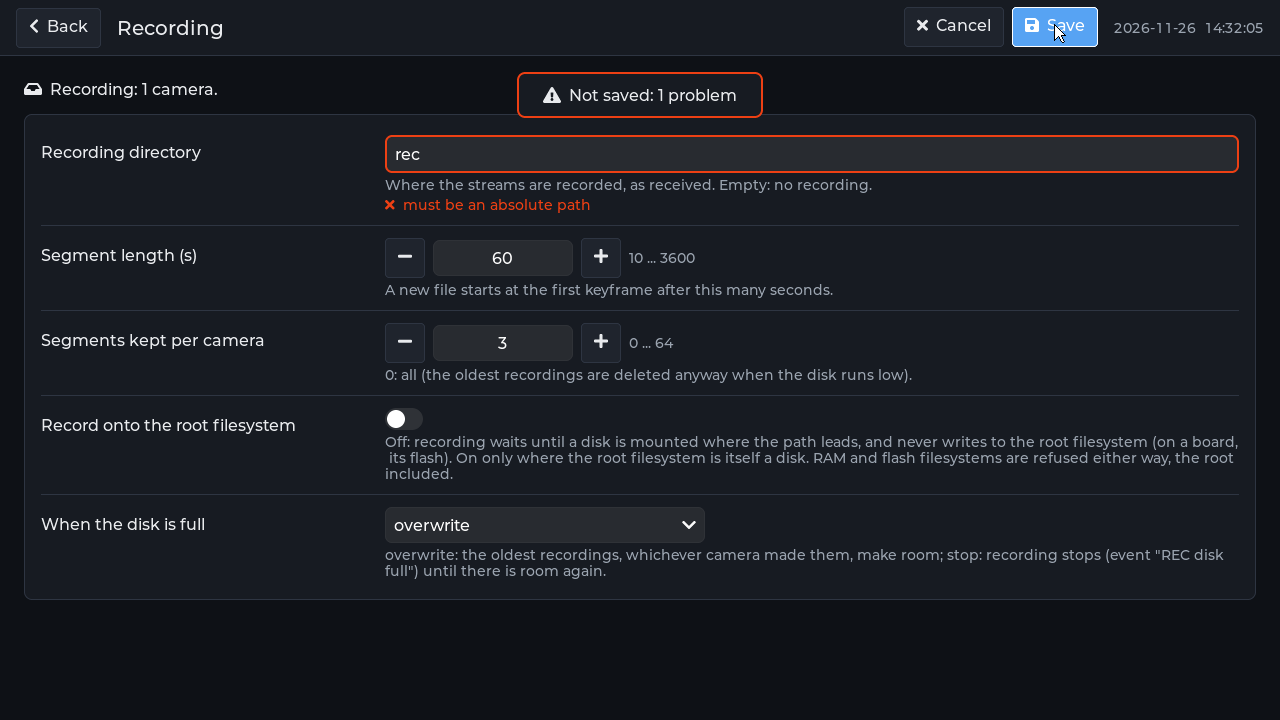 Back
Recording
Cancel
Save
2026-11-26 14:32:05
Recording: 1 camera.
Not saved: 1 problem
Recording directory
rec
Where the streams are recorded, as received. Empty: no recording.
must be an absolute path
Segment length (s)
60
10 ... 3600
A new file starts at the first keyframe after this many seconds.
Segments kept per camera
3
0 ... 64
0: all (the oldest recordings are deleted anyway when the disk runs low).
Record onto the root filesystem
Off: recording waits until a disk is mounted where the path leads, and never writes to the root filesystem (on a board,
its flash). On only where the root filesystem is itself a disk. RAM and flash filesystems are refused either way, the root
included.
When the disk is full
overwrite
overwrite: the oldest recordings, whichever camera made them, make room; stop: recording stops (event "REC disk
full") until there is room again.